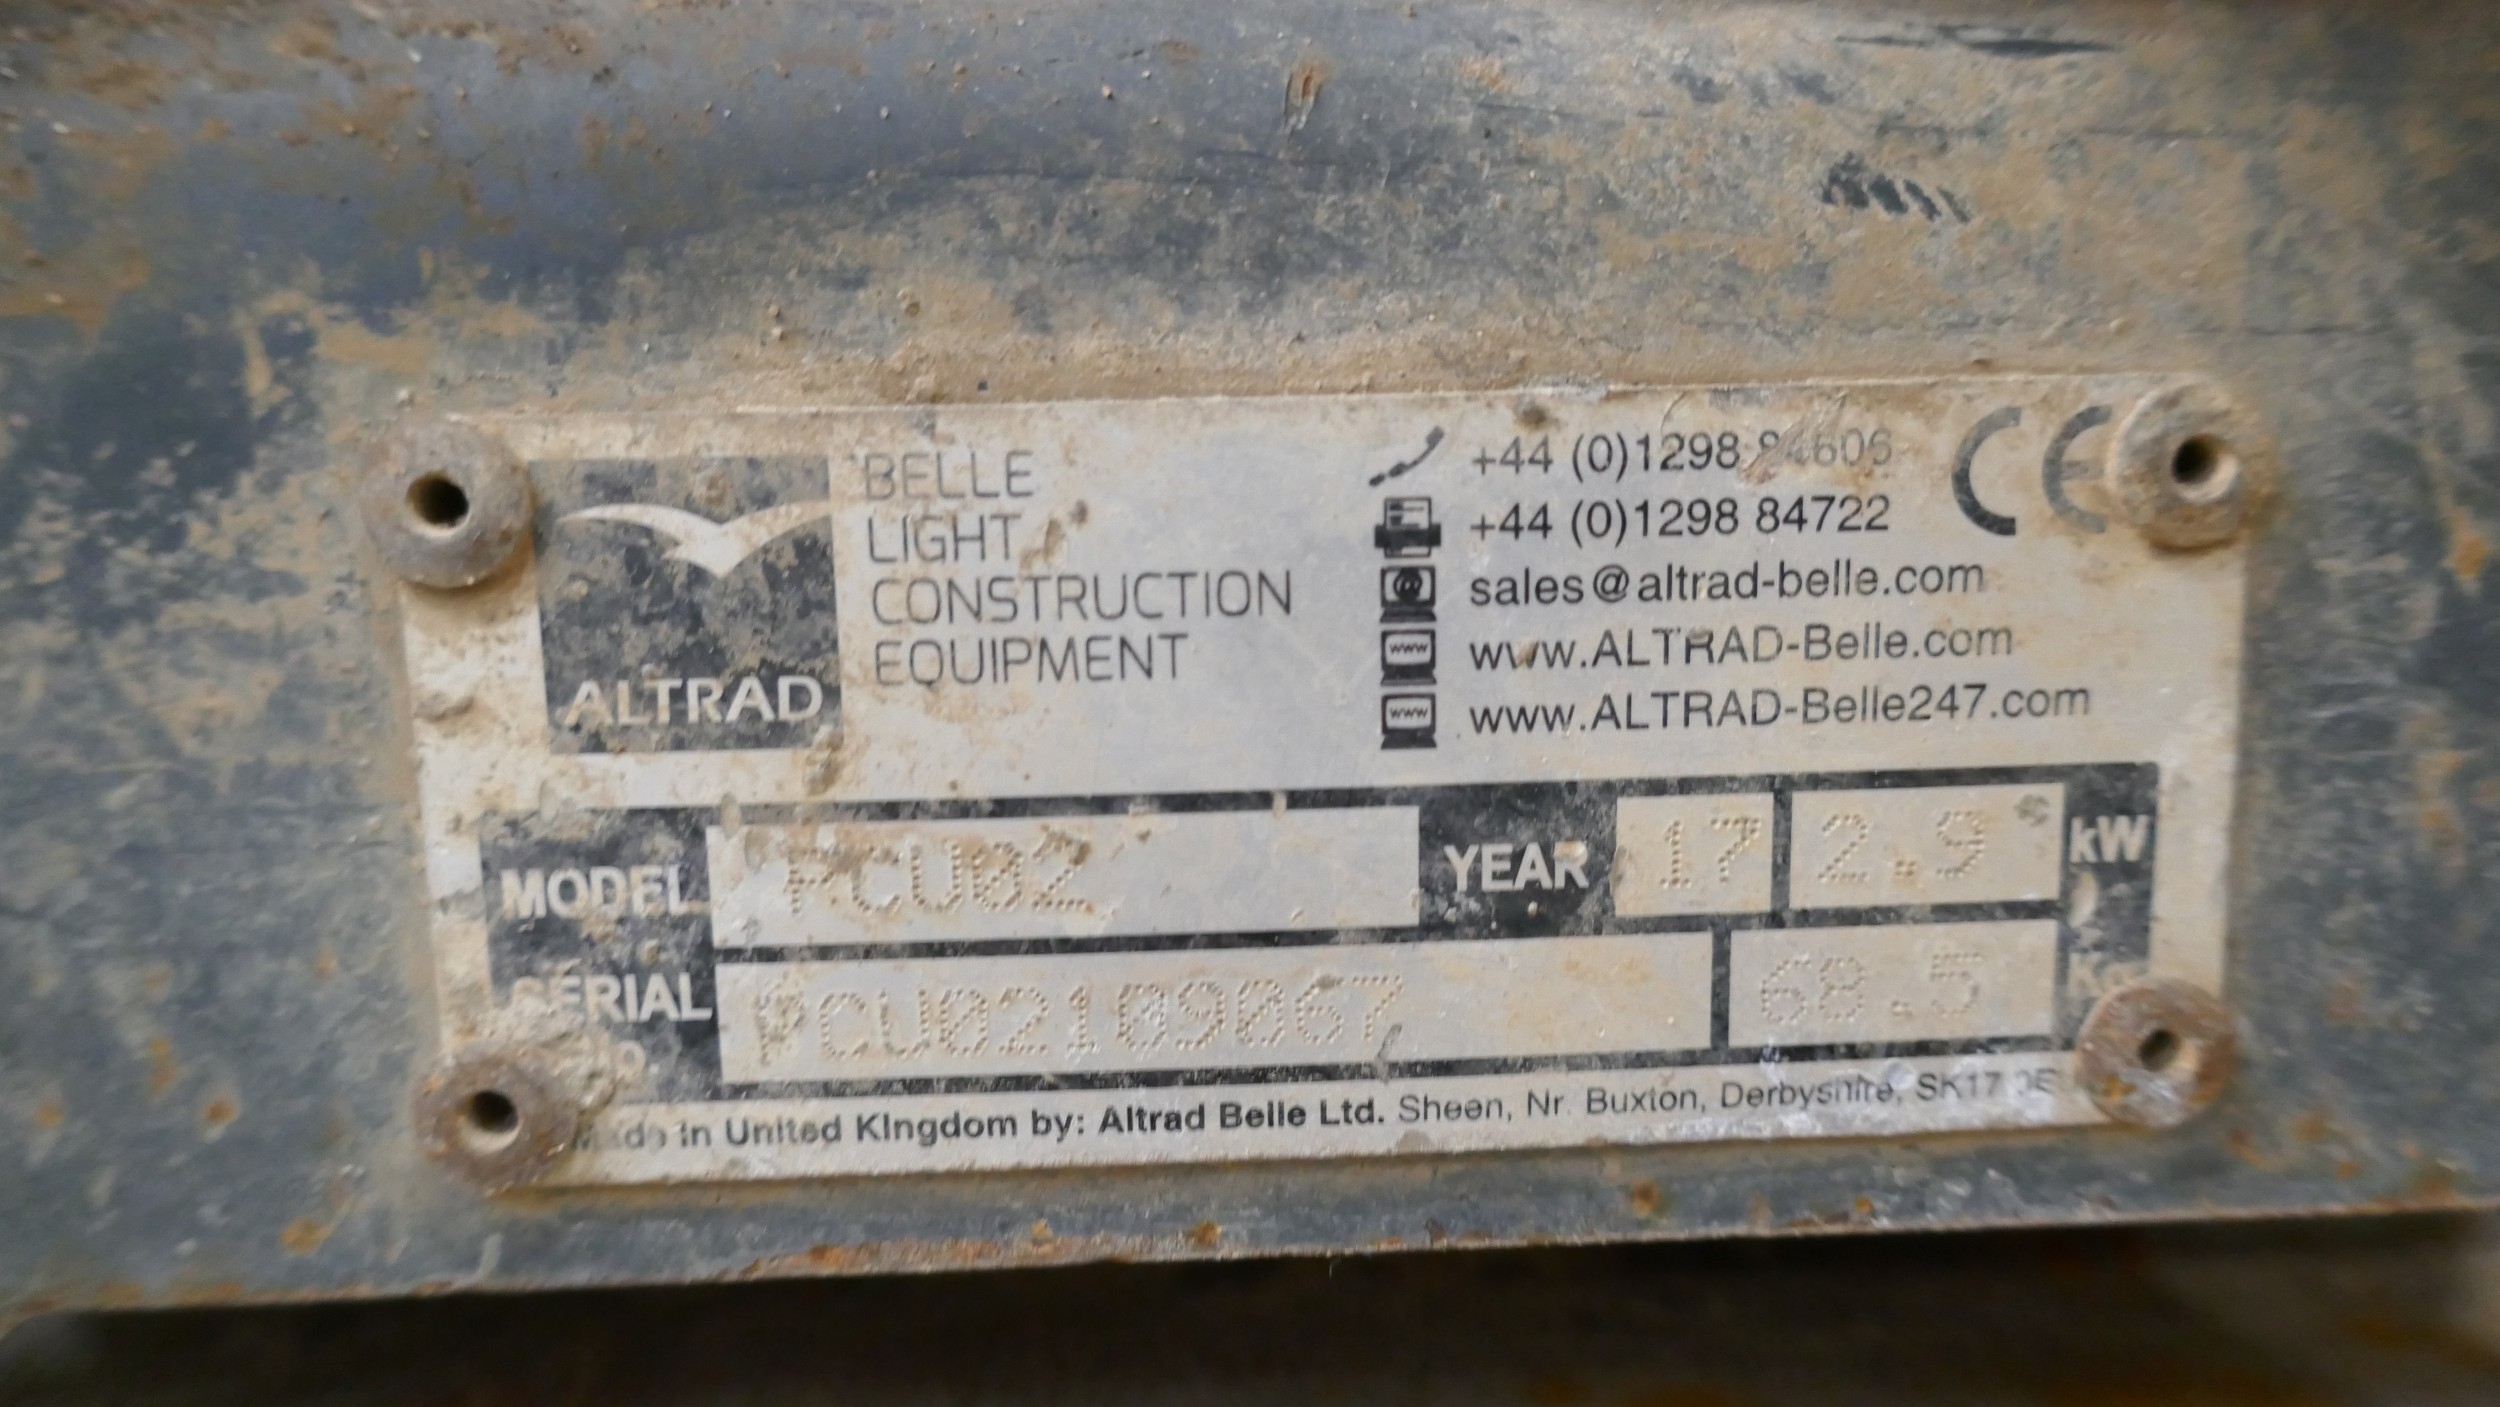 BELLE
LIGHT
CONSTRUCTION
EQUIPMENT
ALTRAD
+44 (0)1298 84606
+44 (0)1298 84722
sales@altrad-belle.com
www.ALTRAD-Belle.com
www.ALTRAD-Belle247.com
CE
MODEL PCU02 YEAR 17 2.9 kW
SERIAL 68.5
Made in United Kingdom by: Altrad Belle Ltd. Sheen, Nr. Buxton, Derbyshire, SK17